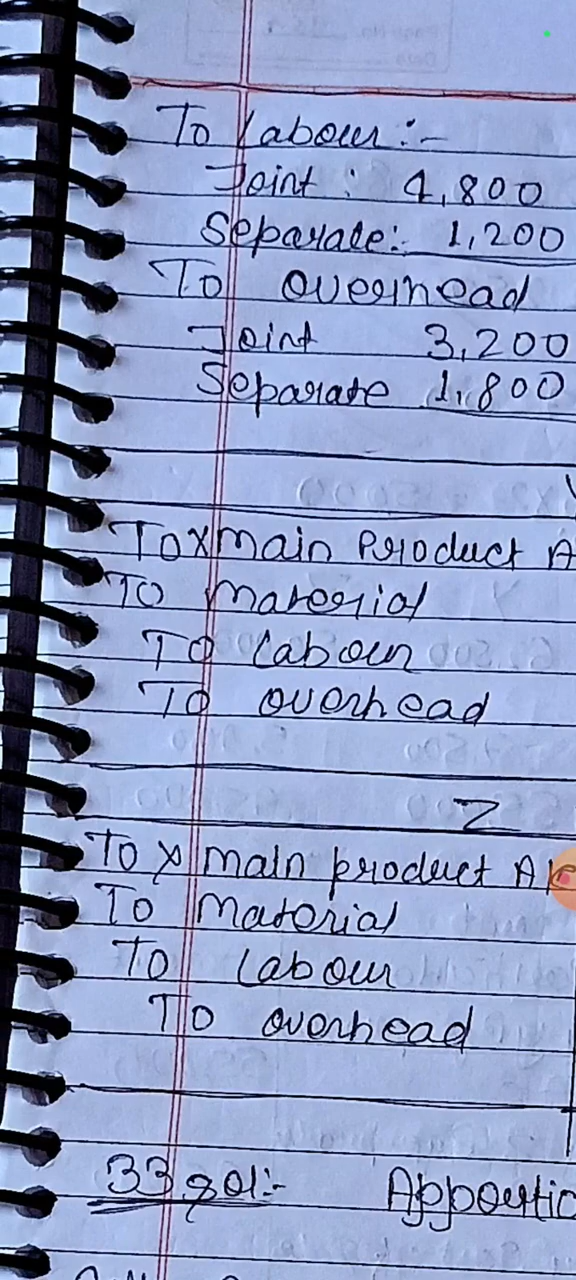 To Labour :-
Joint : 4,800
Separate:- 1,200
To overhead
Joint 3,200
Separate 1,800
To X main Product A
To material
To Labour
To overhead
Z
To X main product A/c
To Material
To Labour
To overhead
33 sol:- Apportio